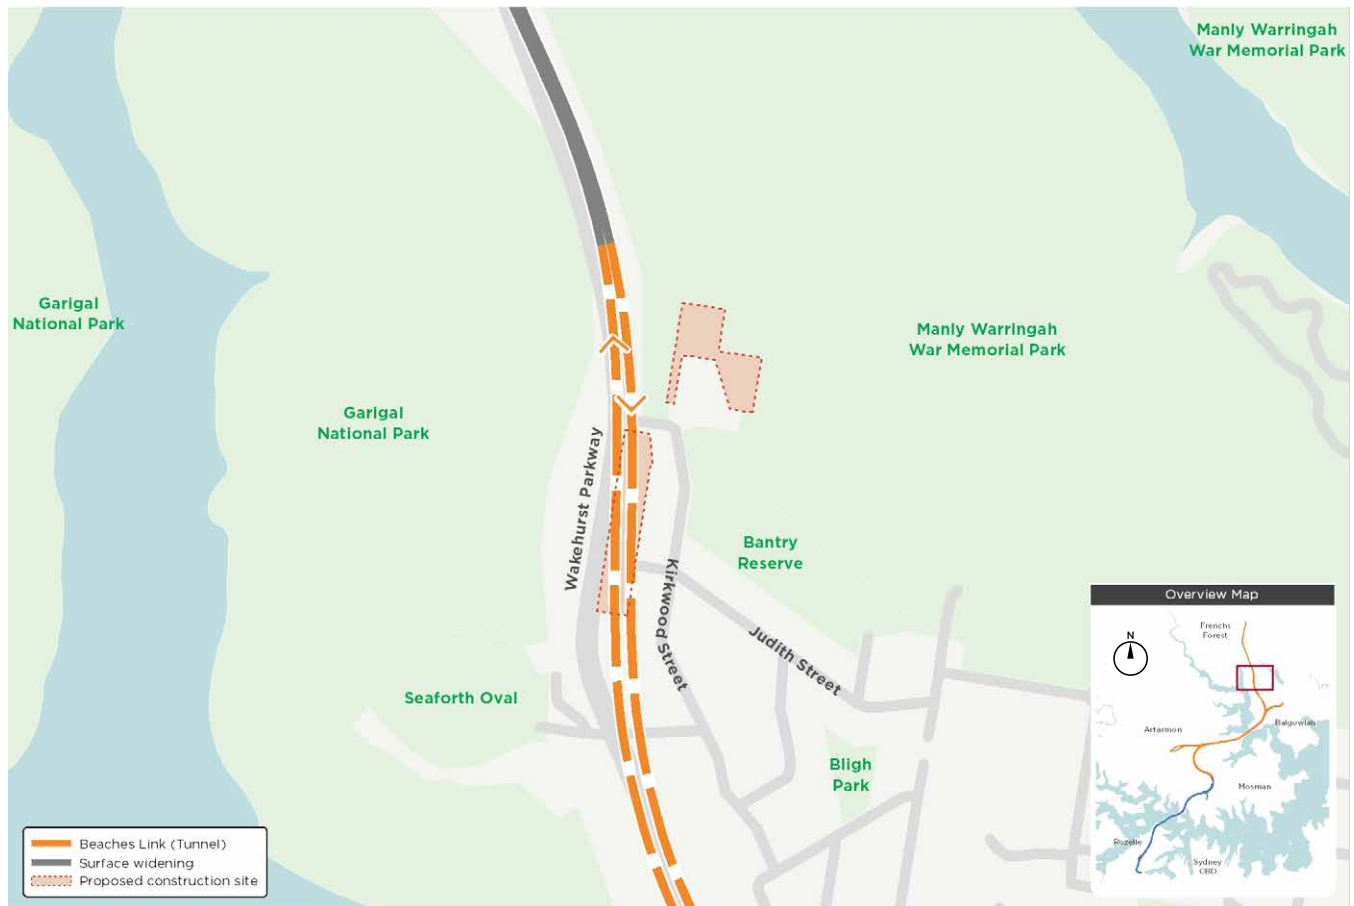 Manly Warringah
War Memorial Park
Garigal
National Park
Manly Warringah
War Memorial Park
Garigal
National Park
Wakehurst Parkway
Bantry
Reserve
Kirkwood Street
Judith Street
Seaforth Oval
Bligh
Park
Beaches Link (Tunnel)
Surface widening
Proposed construction site
Overview Map
N
Frenchs
Forest
Balgowlah
Artarmon
Mosman
Rozelle
Sydney
CBD